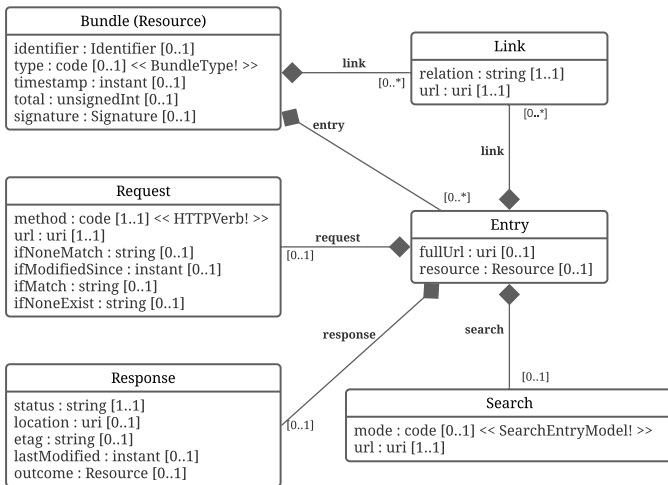 Bundle (Resource)
identifier : Identifier [0..1]
type : code [0..1] << BundleType! >>
timestamp : instant [0..1]
total : unsignedInt [0..1]
signature : Signature [0..1]
link
[0..*]
Link
relation : string [1..1]
url : uri [1..1]
[0..*]
entry
link
[0..*]
Request
method : code [1..1] << HTTPVerb! >>
url : uri [1..1]
ifNoneMatch : string [0..1]
ifModifiedSince : instant [0..1]
ifMatch : string [0..1]
ifNoneExist : string [0..1]
request
[0..1]
Entry
fullUrl : uri [0..1]
resource : Resource [0..1]
response
[0..1]
search
[0..1]
Response
status : string [1..1]
location : uri [0..1]
etag : string [0..1]
lastModified : instant [0..1]
outcome : Resource [0..1]
Search
mode : code [0..1] << SearchEntryModel! >>
url : uri [1..1]